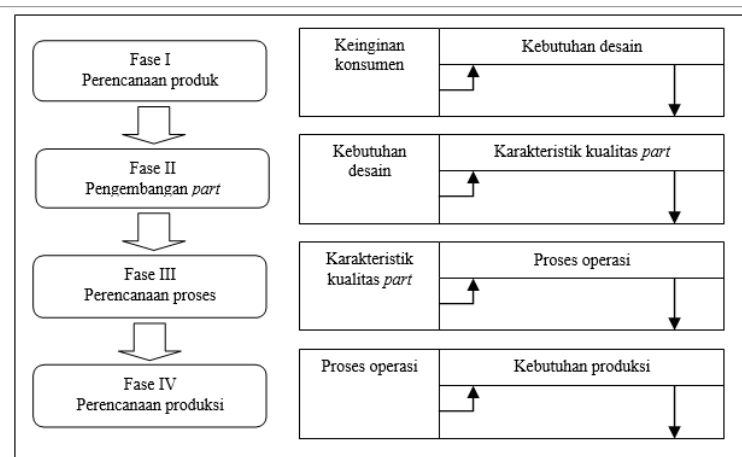 Fase I
Perencanaan produk
Keinginan
konsumen
Kebutuhan desain
Fase II
Pengembangan part
Kebutuhan
desain
Karakteristik kualitas part
Fase III
Perencanaan proses
Karakteristik
kualitas part
Proses operasi
Fase IV
Perencanaan produksi
Proses operasi
Kebutuhan produksi